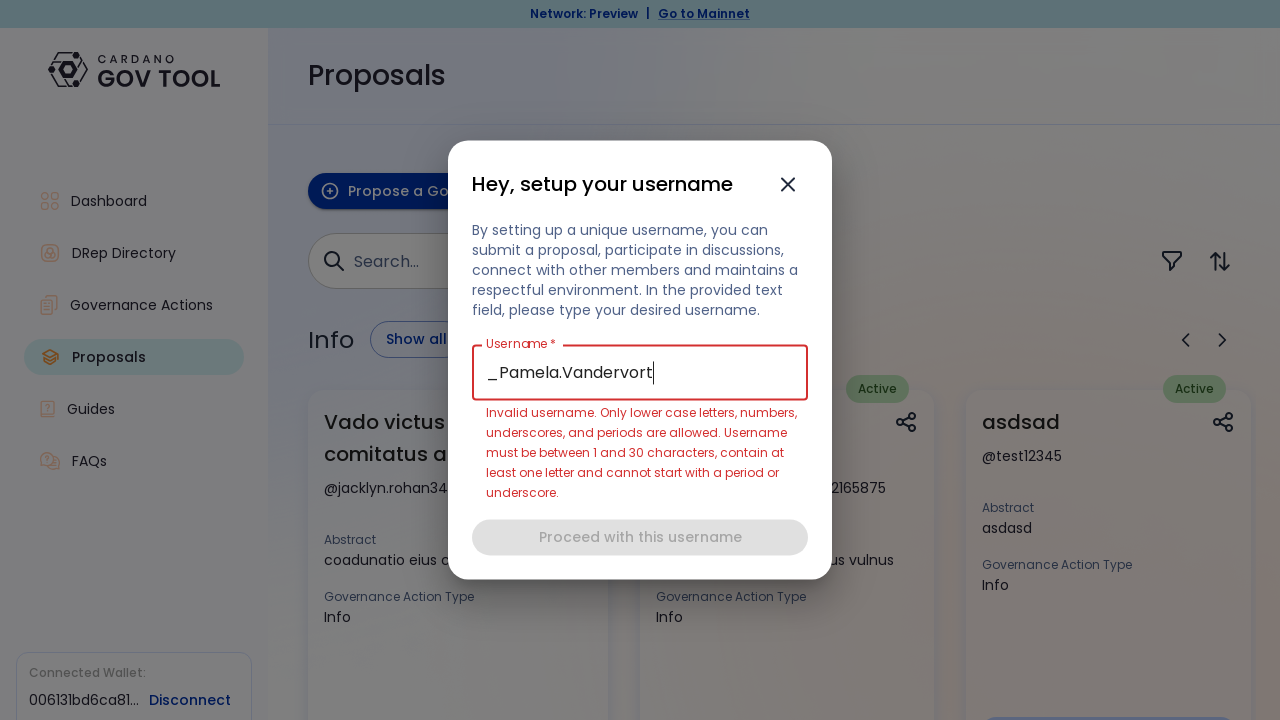 Network: Preview | Go to Mainnet
CARDANO
GOV TOOL
Proposals
Dashboard
DRep Directory
Governance Actions
Proposals
Guides
FAQs
Connected Wallet:
006131bd6ca81... Disconnect
Propose a Go
Search...
Info
Show all
Vado victus
comitatus a
@jacklyn.rohan34
Abstract
coadunatio eius c
Governance Action Type
Info
Active
2165875
us vulnus
Governance Action Type
Info
Active
asdsad
@test12345
Abstract
asdasd
Governance Action Type
Info
Hey, setup your username
By setting up a unique username, you can
submit a proposal, participate in discussions,
connect with other members and maintains a
respectful environment. In the provided text
field, please type your desired username.
Username *
_Pamela.Vandervort
Invalid username. Only lower case letters, numbers,
underscores, and periods are allowed. Username
must be between 1 and 30 characters, contain at
least one letter and cannot start with a period or
underscore.
Proceed with this username